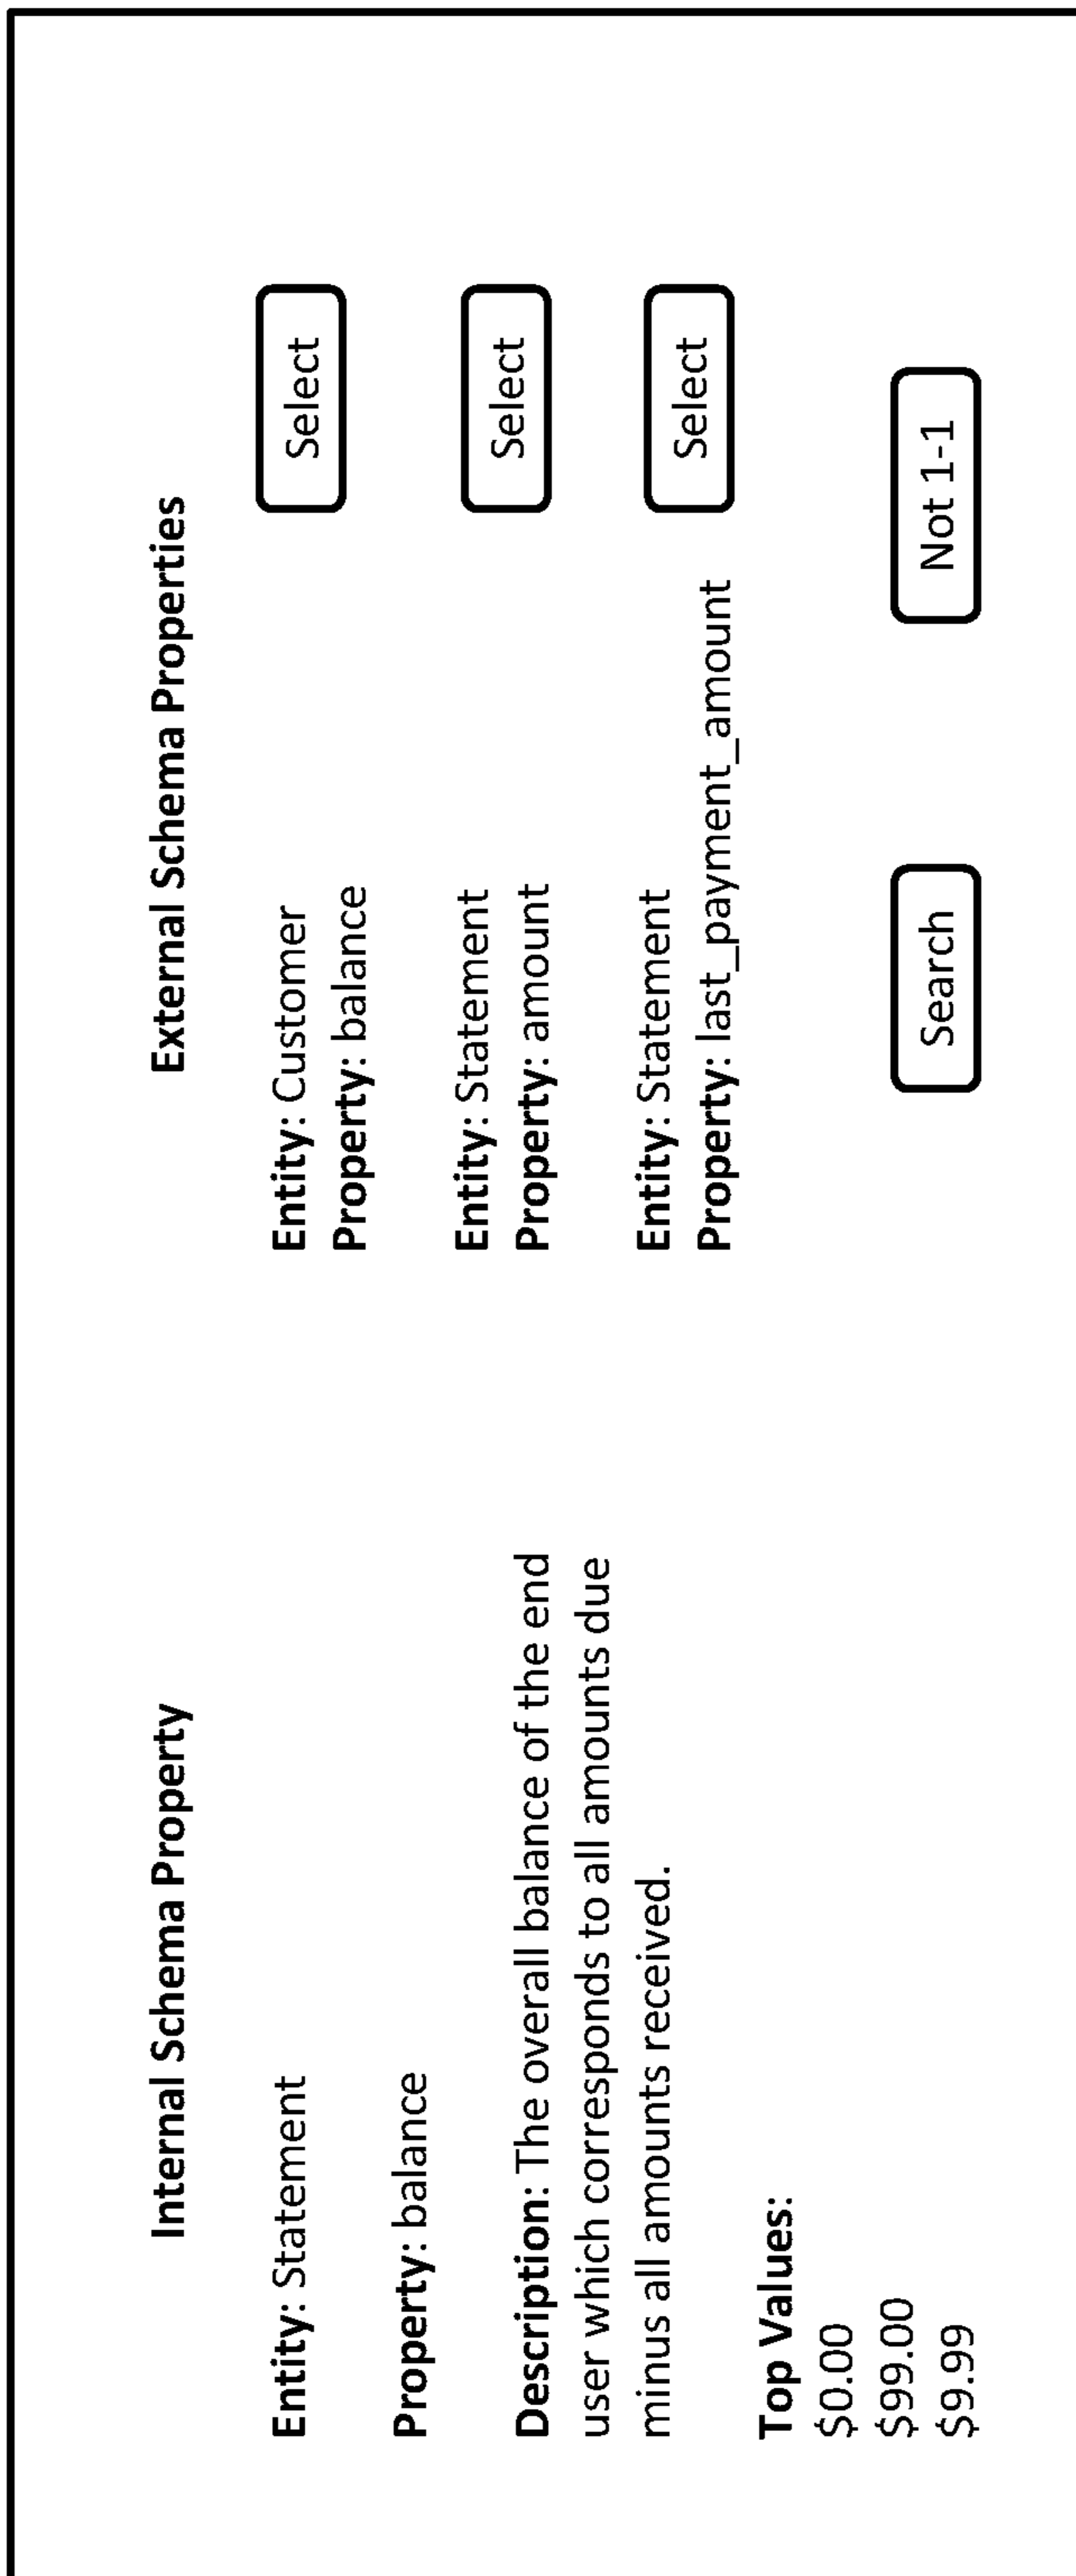 Internal Schema Property
Entity: Statement
Property: balance
Description: The overall balance of the end
user which corresponds to all amounts due
minus all amounts received.
Top Values:
$0.00
$99.00
$9.99
External Schema Properties
Entity: Customer
Property: balance
Select
Entity: Statement
Property: amount
Select
Entity: Statement
Property: last_payment_amount
Select
Search
Not 1-1